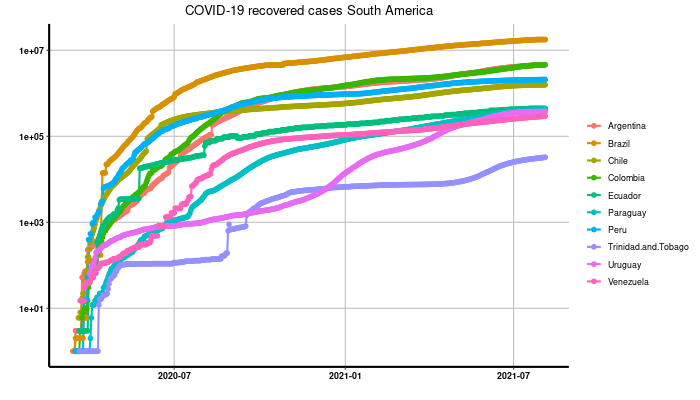 COVID-19 recovered cases South America
1e+07
1e+05
1e+03
1e+01
2020-07
2021-01
2021-07
Argentina
Brazil
Chile
Colombia
Ecuador
Paraguay
Peru
Trinidad.and.Tobago
Uruguay
Venezuela